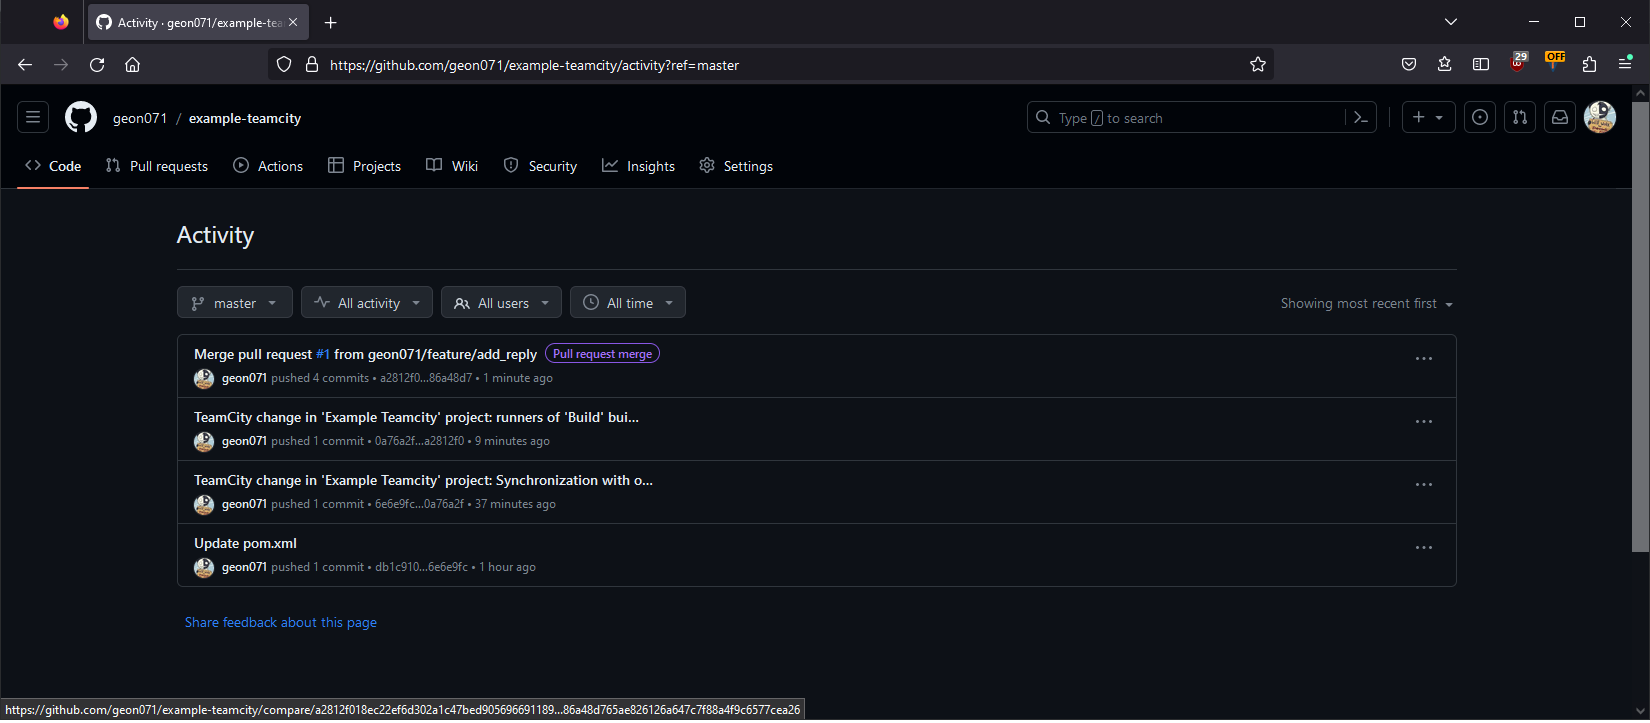 Activity · geon071/example-tea
https://github.com/geon071/example-teamcity/activity?ref=master
29
OFF
geon071 / example-teamcity
Type / to search
Code
Pull requests
Actions
Projects
Wiki
Security
Insights
Settings
Activity
master
All activity
All users
All time
Showing most recent first
Merge pull request #1 from geon071/feature/add_reply Pull request merge
geon071 pushed 4 commits • a2812f0...86a48d7 • 1 minute ago
TeamCity change in 'Example Teamcity' project: runners of 'Build' bui...
geon071 pushed 1 commit • 0a76a2f...a2812f0 • 9 minutes ago
TeamCity change in 'Example Teamcity' project: Synchronization with o...
geon071 pushed 1 commit • 6e6e9fc...0a76a2f • 37 minutes ago
Update pom.xml
geon071 pushed 1 commit • db1c910...6e6e9fc • 1 hour ago
Share feedback about this page
https://github.com/geon071/example-teamcity/compare/a2812f018ec22ef6d302a1c47bed905696691189...86a48d765ae826126a647c7f88a4f9c6577cea26